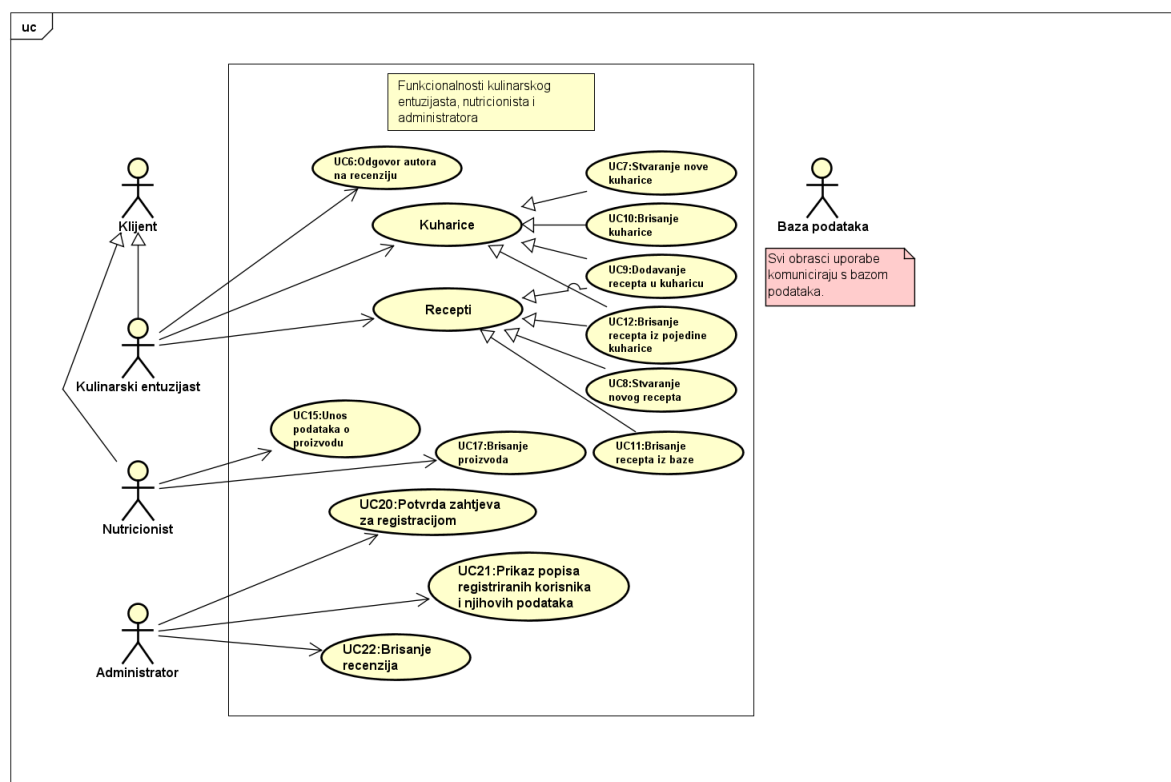 uc
Funkcionalnosti kulinarskog
entuzijasta, nutricionista i
administratora
UC6:Odgovor autora
na recenziju
UC7:Stvaranje nove
kuharice
Klijent
Kuharice
UC10:Brisanje
kuharice
Baza podataka
Svi obrasci uporabe
komuniciraju s bazom
podataka.
UC9:Dodavanje
recepta u kuharicu
Recepti
UC12:Brisanje
recepta iz pojedine
kuharice
Kulinarski entuzijast
UC8:Stvaranje
novog recepta
UC15:Unos
podataka o
proizvodu
UC17:Brisanje
proizvoda
UC11:Brisanje
recepta iz baze
Nutricionist
UC20:Potvrda zahtjeva
za registracijom
UC21:Prikaz popisa
registriranih korisnika
i njihovih podataka
Administrator
UC22:Brisanje
recenzija